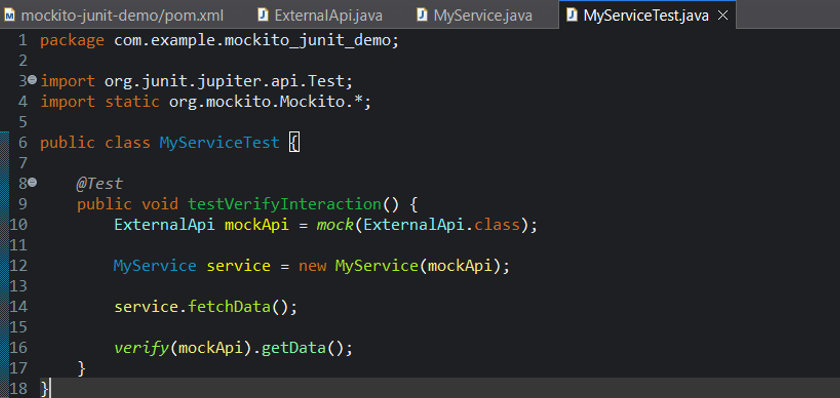 mockito-junit-demo/pom.xml ExternalApi.java MyService.java MyServiceTest.java
1 package com.example.mockito_junit_demo;
2
3 import org.junit.jupiter.api.Test;
4 import static org.mockito.Mockito.*;
5
6 public class MyServiceTest {
7
8 @Test
9 public void testVerifyInteraction() {
10 ExternalApi mockApi = mock(ExternalApi.class);
11
12 MyService service = new MyService(mockApi);
13
14 service.fetchData();
15
16 verify(mockApi).getData();
17 }
18 }